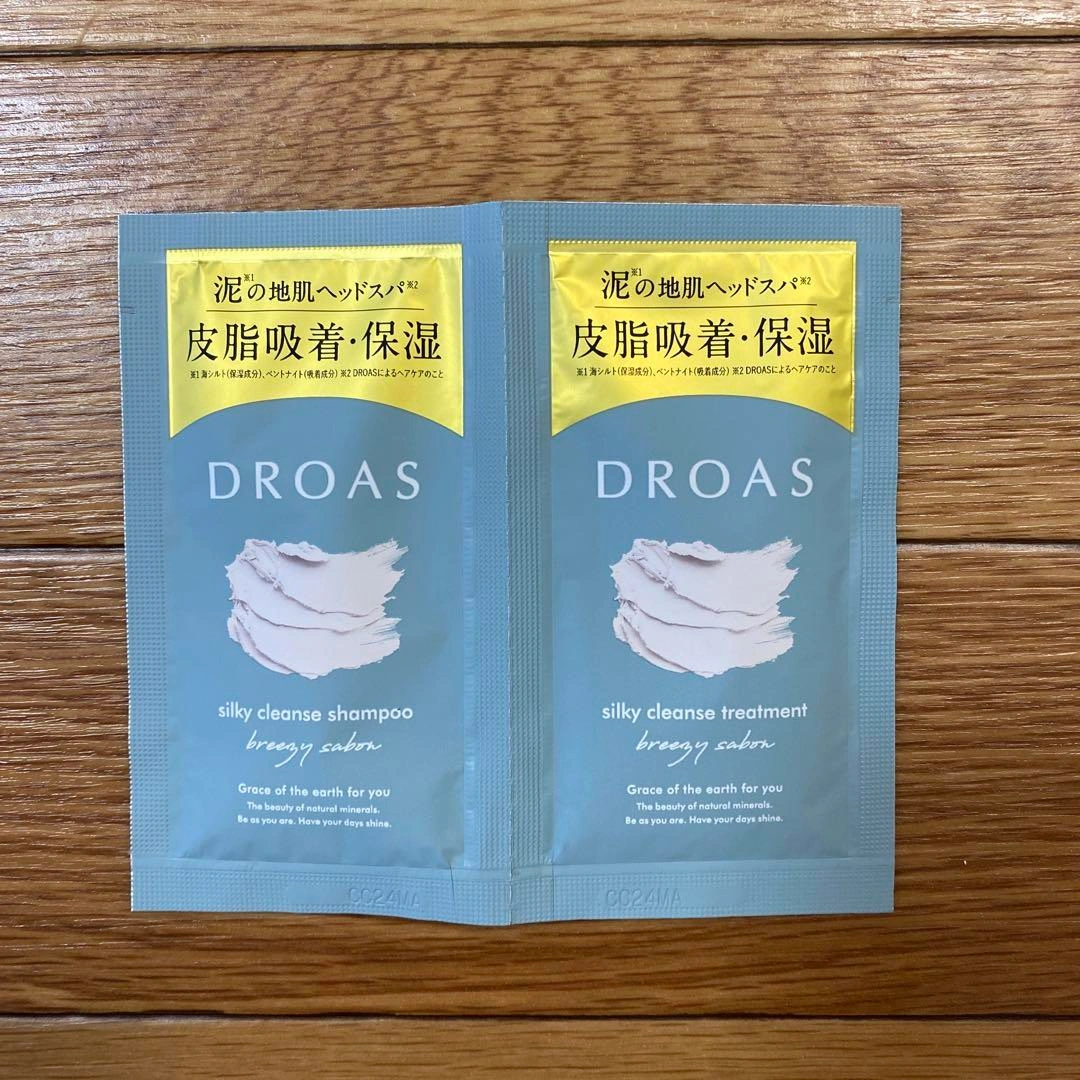 泥※1の地肌ヘッドスパ※2
皮脂吸着・保湿
※1 海シルト(保湿成分)、ベントナイト(吸着成分) ※2 DROASによるヘアケアのこと
DROAS
silky cleanse shampoo
breezy sabon
Grace of the earth for you
The beauty of natural minerals.
Be as you are. Have your days shine.
CC24MA
泥※1の地肌ヘッドスパ※2
皮脂吸着・保湿
※1 海シルト(保湿成分)、ベントナイト(吸着成分) ※2 DROASによるヘアケアのこと
DROAS
silky cleanse treatment
breezy sabon
Grace of the earth for you
The beauty of natural minerals.
Be as you are. Have your days shine.
CC24MA